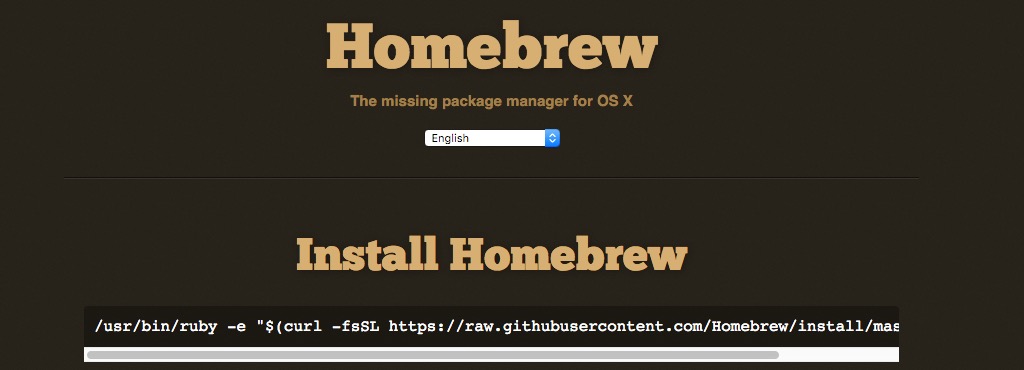 Homebrew
The missing package manager for OS X
English
Install Homebrew
/usr/bin/ruby -e "$(curl -fsSL https://raw.githubusercontent.com/Homebrew/install/mas